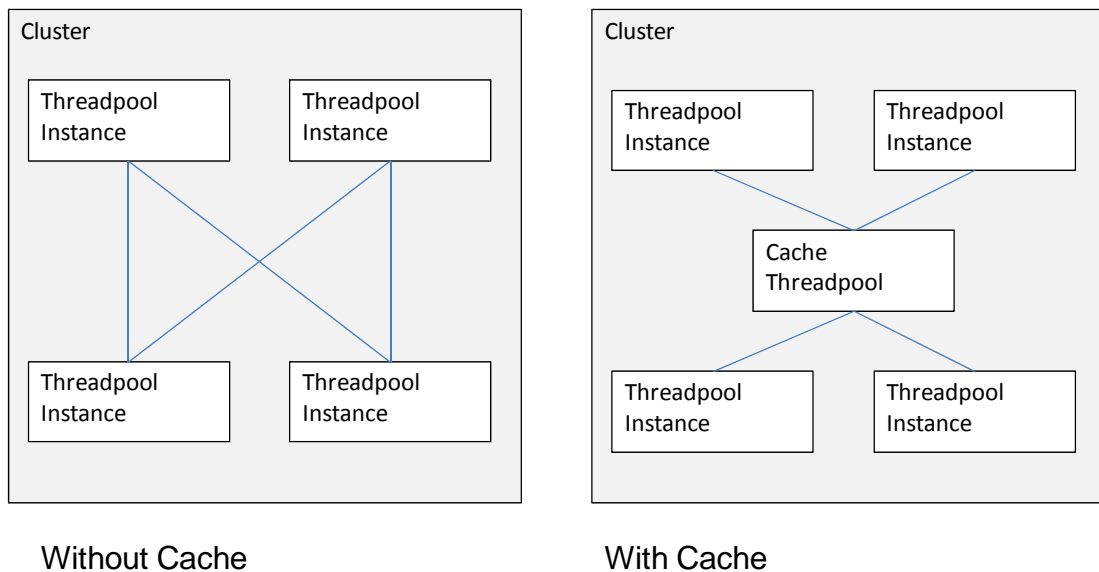 Cluster
Threadpool
Instance
Threadpool
Instance
Threadpool
Instance
Threadpool
Instance
Without Cache
Cluster
Threadpool
Instance
Threadpool
Instance
Cache
Threadpool
Threadpool
Instance
Threadpool
Instance
With Cache